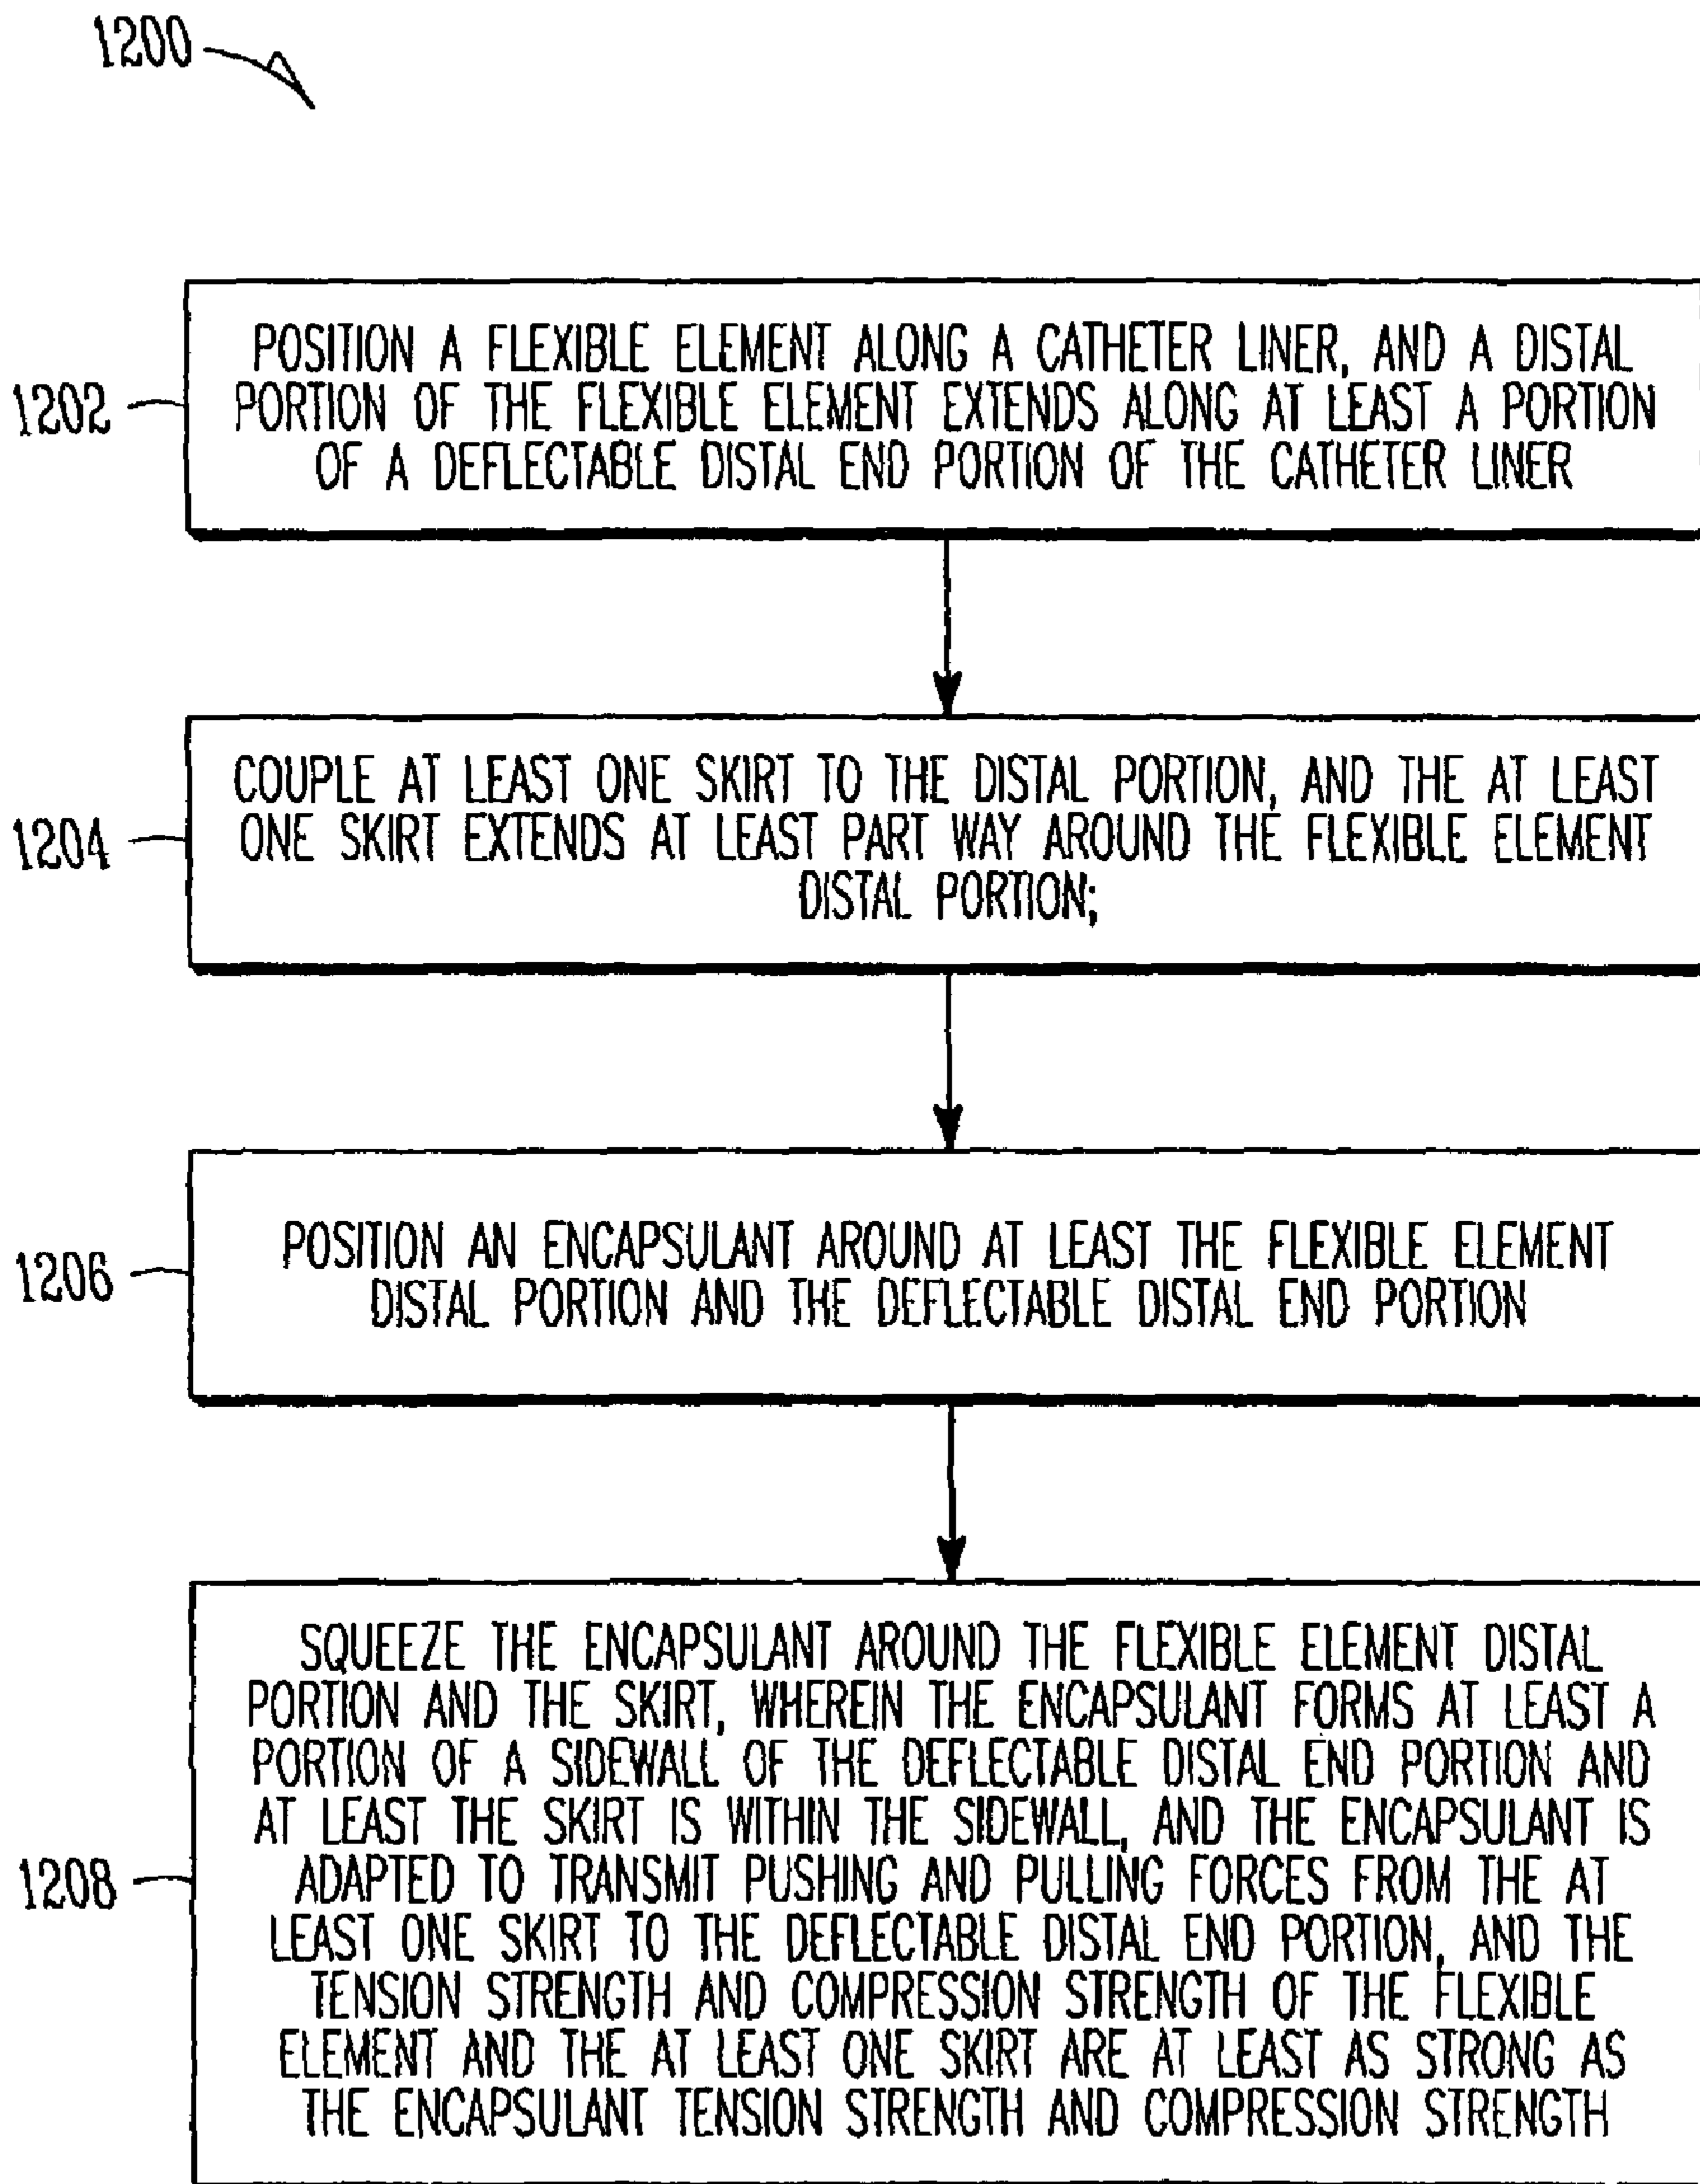 1200
POSITION A FLEXIBLE ELEMENT ALONG A CATHETER LINER, AND A DISTAL
PORTION OF THE FLEXIBLE ELEMENT EXTENDS ALONG AT LEAST A PORTION
OF A DEFLECTABLE DISTAL END PORTION OF THE CATHETER LINER
1202
COUPLE AT LEAST ONE SKIRT TO THE DISTAL PORTION, AND THE AT LEAST
ONE SKIRT EXTENDS AT LEAST PART WAY AROUND THE FLEXIBLE ELEMENT
DISTAL PORTION;
1204
POSITION AN ENCAPSULANT AROUND AT LEAST THE FLEXIBLE ELEMENT
DISTAL PORTION AND THE DEFLECTABLE DISTAL END PORTION
1206
SQUEEZE THE ENCAPSULANT AROUND THE FLEXIBLE ELEMENT DISTAL
PORTION AND THE SKIRT, WHEREIN THE ENCAPSULANT FORMS AT LEAST A
PORTION OF A SIDEWALL OF THE DEFLECTABLE DISTAL END PORTION AND
AT LEAST THE SKIRT IS WITHIN THE SIDEWALL, AND THE ENCAPSULANT IS
ADAPTED TO TRANSMIT PUSHING AND PULLING FORCES FROM THE AT
LEAST ONE SKIRT TO THE DEFLECTABLE DISTAL END PORTION, AND THE
TENSION STRENGTH AND COMPRESSION STRENGTH OF THE FLEXIBLE
ELEMENT AND THE AT LEAST ONE SKIRT ARE AT LEAST AS STRONG AS
THE ENCAPSULANT TENSION STRENGTH AND COMPRESSION STRENGTH
1208